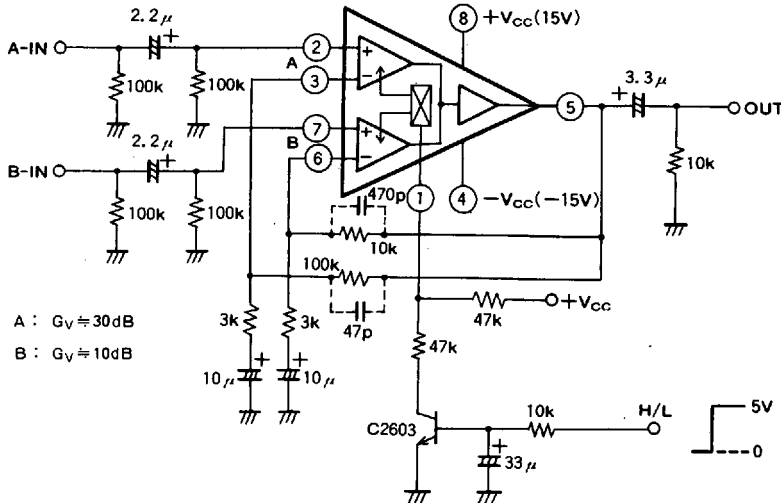 2.2μ +
A-IN
100k
100k
2.2μ +
B-IN
100k
100k
2
3
7
6
A
B
+
−
+
−
8
+VCC(15V)
5
+ 3.3μ
OUT
10k
1
4
−VCC(−15V)
470p
10k
100k
47p
A : GV≒30dB
B : GV≒10dB
3k
3k
10μ +
10μ +
47k
+VCC
47k
C2603
10k
H/L
+
33μ
5V
0